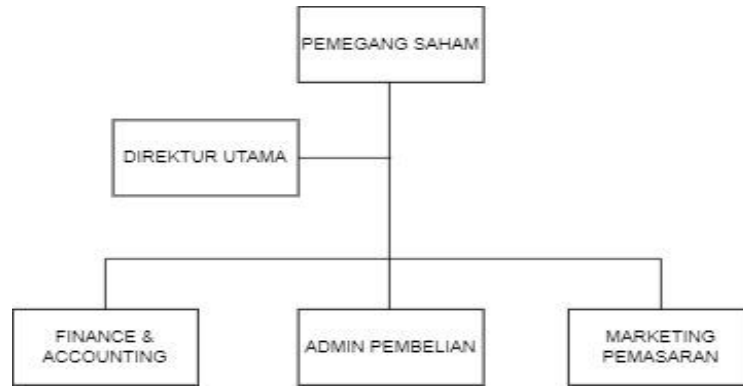 PEMEGANG SAHAM
DIREKTUR UTAMA
FINANCE &
ACCOUNTING
ADMIN PEMBELIAN
MARKETING
PEMASARAN